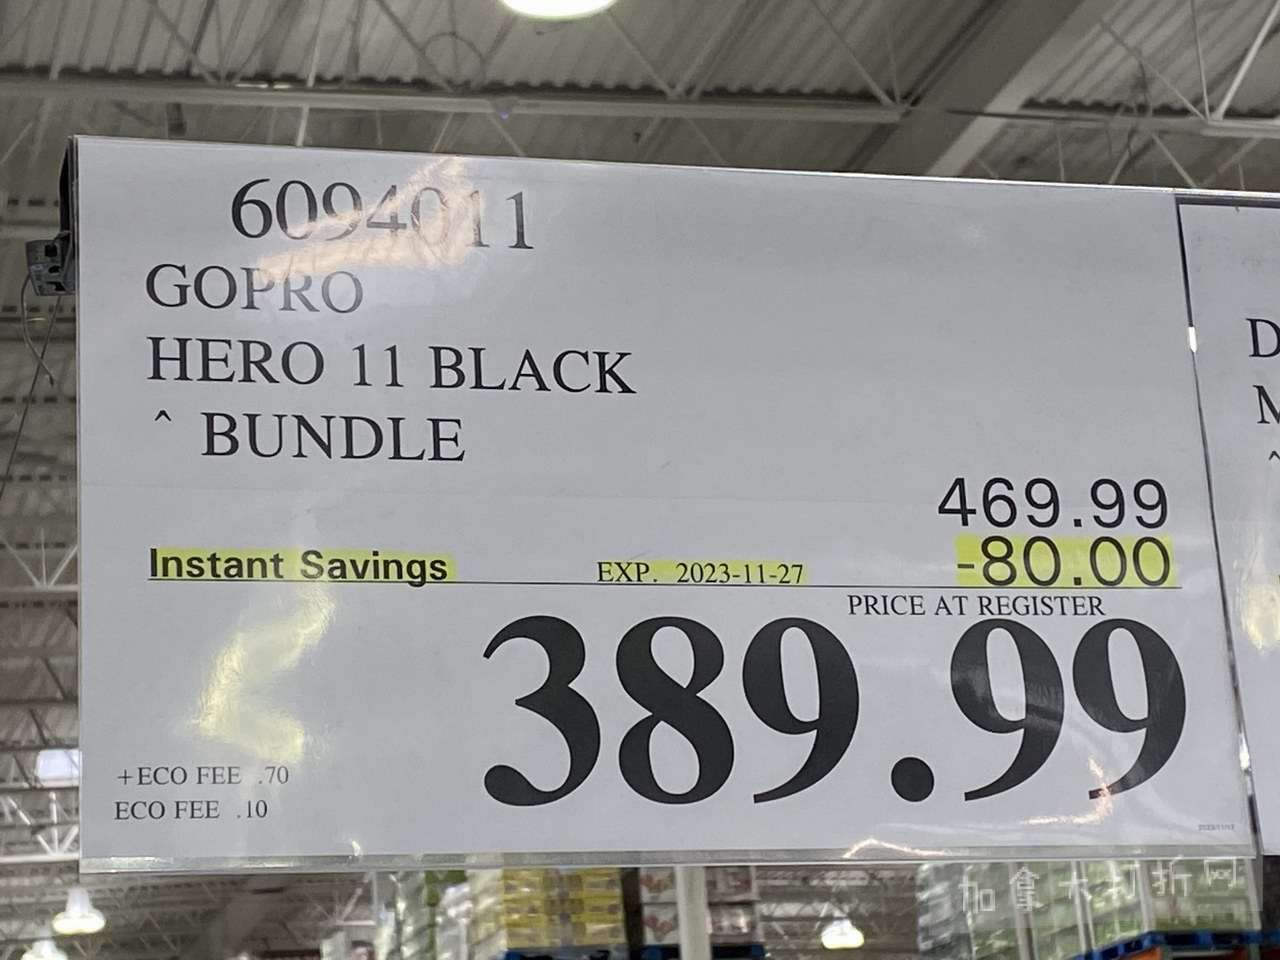 6094011
GOPRO
HERO 11 BLACK
^ BUNDLE
469.99
Instant Savings EXP. 2023-11-27 -80.00
PRICE AT REGISTER
389.99
+ECO FEE .70
ECO FEE .10
D
M
^
加拿大打折网